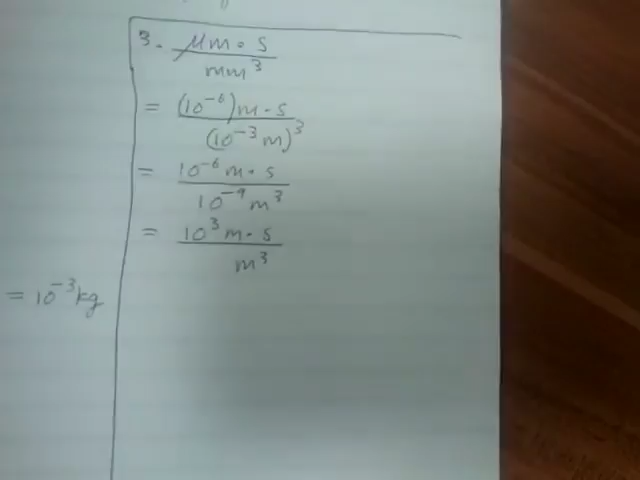 3. μm · s / mm³
= (10⁻⁶)m · s / (10⁻³ m)³
= 10⁻⁶ m · s / 10⁻⁹ m³
= 10³ m · s / m³
= 10⁻³ kg